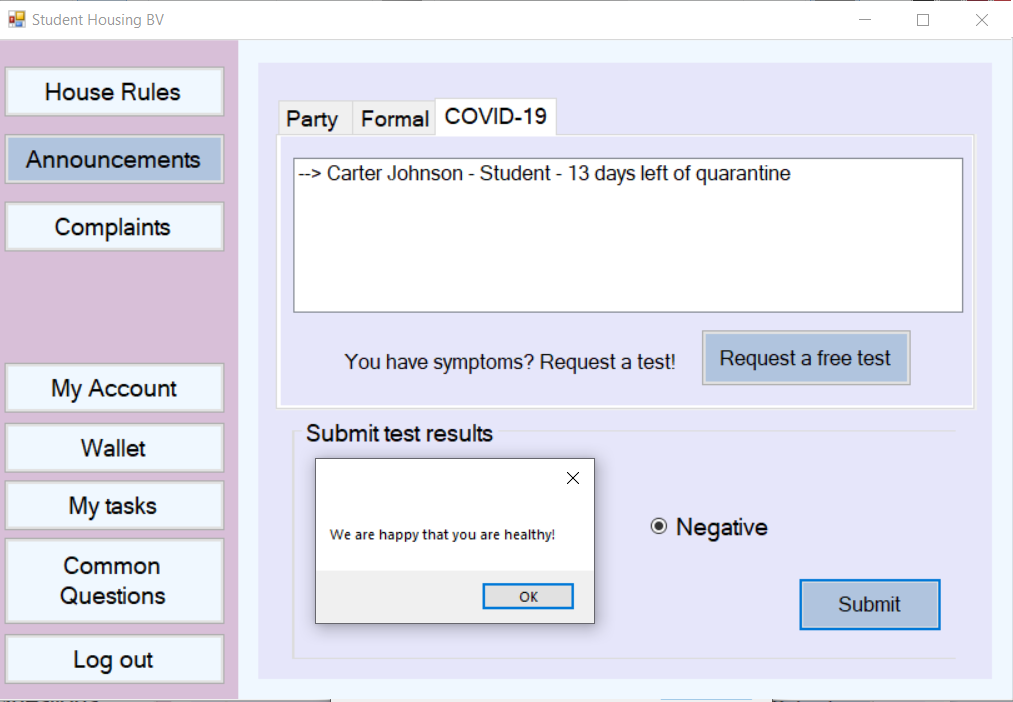 Student Housing BV
House Rules
Announcements
Complaints
My Account
Wallet
My tasks
Common
Questions
Log out
Party
Formal
COVID-19
--> Carter Johnson - Student - 13 days left of quarantine
You have symptoms? Request a test!
Request a free test
Submit test results
We are happy that you are healthy!
OK
Negative
Submit